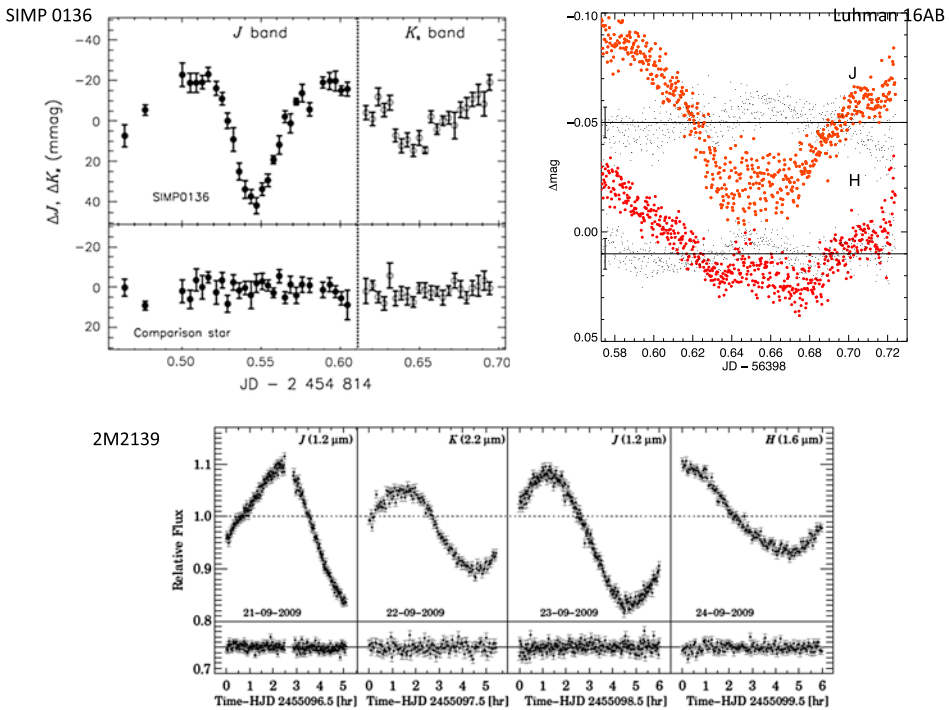 SIMP 0136
J band
K, band
-40
-20
0
20
40
ΔJ, ΔK, (mmag)
SIMP0136
-20
0
20
Comparison star
0.50
0.55
0.60
0.65
0.70
JD - 2 454 814
Luhman 16AB
-0.10
-0.05
0.00
0.05
Δmag
J
H
0.58 0.60 0.62 0.64 0.66 0.68 0.70 0.72
JD - 56398
2M2139
J (1.2 μm)
K (2.2 μm)
J (1.2 μm)
H (1.6 μm)
1.1
1.0
0.9
0.8
0.7
Relative Flux
21-09-2009
22-09-2009
23-09-2009
24-09-2009
0 1 2 3 4 5
0 1 2 3 4 5
0 1 2 3 4 5 6
0 1 2 3 4 5 6
Time-HJD 2455096.5 [hr]
Time-HJD 2455097.5 [hr]
Time-HJD 2455098.5 [hr]
Time-HJD 2455099.5 [hr]